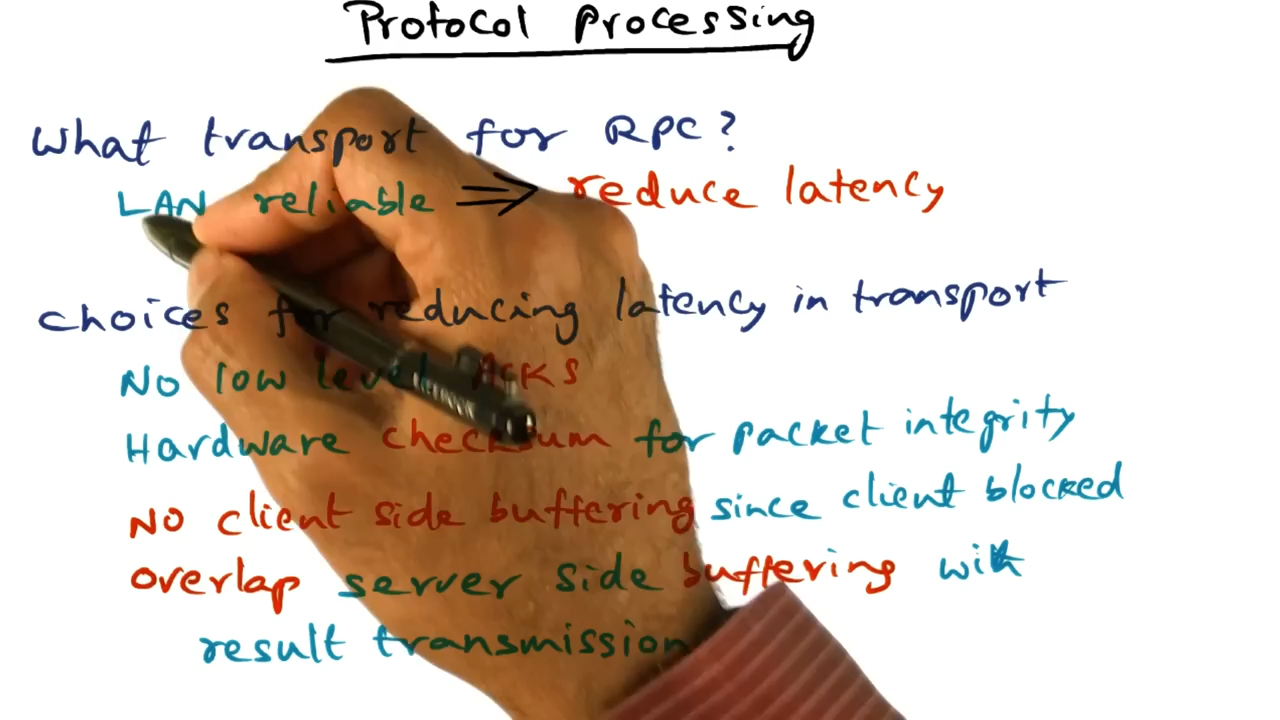 Protocol Processing
What transport for RPC?
LAN reliable ⇒ reduce latency
choices for reducing latency in transport
No low level ACKS
Hardware checksum for packet integrity
No client side buffering since client blocked
Overlap server side buffering with
result transmission